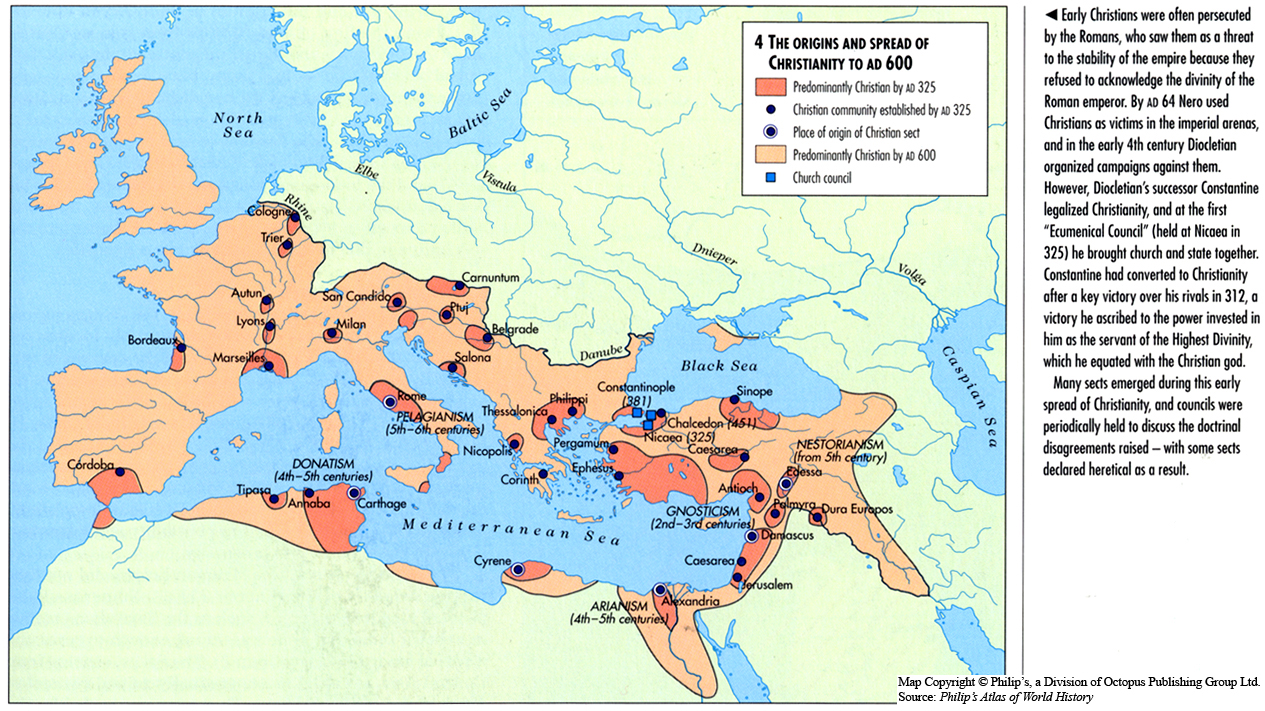 4 THE ORIGINS AND SPREAD OF
CHRISTIANITY TO AD 600
Predominantly Christian by AD 325
Christian community established by AD 325
Place of origin of Christian sect
Predominantly Christian by AD 600
Church council
North
Sea
Baltic Sea
Elbe
Vistula
Rhine
Cologne
Trier
Dnieper
Volga
Carnuntum
Autun
San Candido
Ptuj
Lyons
Milan
Belgrade
Bordeaux
Marseilles
Salona
Danube
Black Sea
Caspian Sea
Constantinople
(381)
Sinope
Rome
PELAGIANISM
(5th–6th centuries)
Philippi
Thessalonica
Chalcedon (451)
Nicaea (325)
Nicopolis
Pergamum
Caesarea
NESTORIANISM
(from 5th century)
Córdoba
DONATISM
(4th–5th centuries)
Corinth
Ephesus
Edessa
Tipasa
Annaba
Carthage
Antioch
GNOSTICISM
(2nd–3rd centuries)
Palmyra
Dura Europos
Mediterranean Sea
Damascus
Cyrene
Caesarea
Jerusalem
ARIANISM
(4th–5th centuries)
Alexandria
◄ Early Christians were often persecuted
by the Romans, who saw them as a threat
to the stability of the empire because they
refused to acknowledge the divinity of the
Roman emperor. By AD 64 Nero used
Christians as victims in the imperial arenas,
and in the early 4th century Diocletian
organized campaigns against them.
However, Diocletian's successor Constantine
legalized Christianity, and at the first
“Ecumenical Council” (held at Nicaea in
325) he brought church and state together.
Constantine had converted to Christianity
after a key victory over his rivals in 312, a
victory he ascribed to the power invested in
him as the servant of the Highest Divinity,
which he equated with the Christian god.
Many sects emerged during this early
spread of Christianity, and councils were
periodically held to discuss the doctrinal
disagreements raised – with some sects
declared heretical as a result.
Map Copyright © Philip's, a Division of Octopus Publishing Group Ltd.
Source: Philip's Atlas of World History